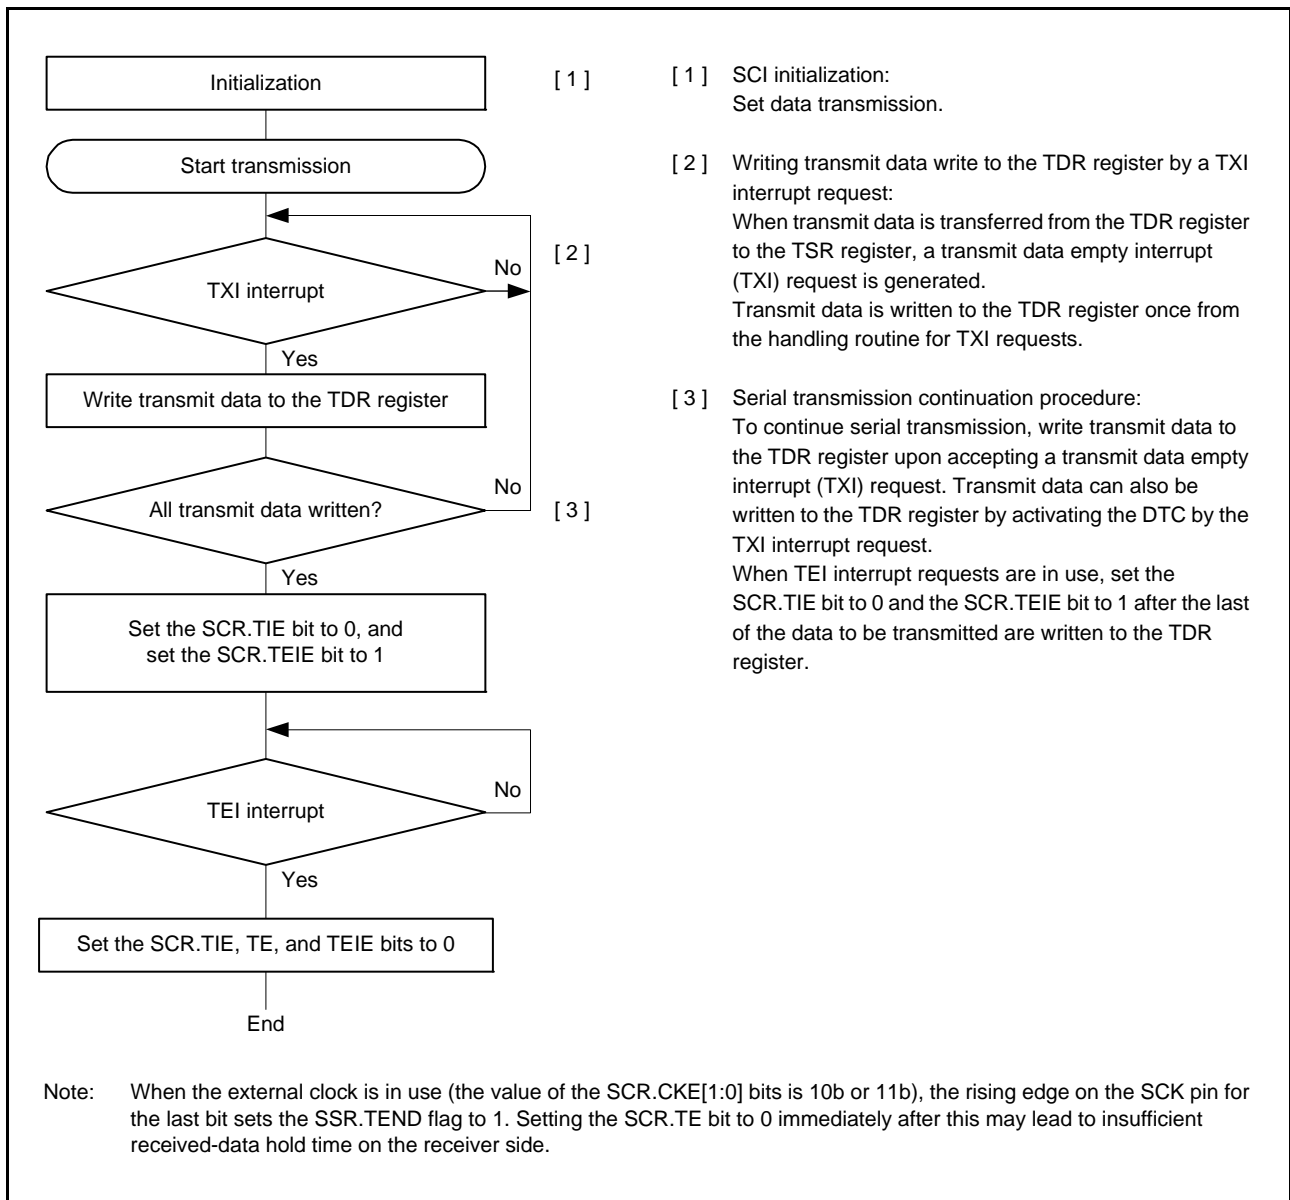 Initialization
[ 1 ]
Start transmission
[ 2 ]
TXI interrupt
No
Yes
Write transmit data to the TDR register
All transmit data written?
No
[ 3 ]
Yes
Set the SCR.TIE bit to 0, and
set the SCR.TEIE bit to 1
TEI interrupt
No
Yes
Set the SCR.TIE, TE, and TEIE bits to 0
End
[ 1 ] SCI initialization:
Set data transmission.
[ 2 ] Writing transmit data write to the TDR register by a TXI
interrupt request:
When transmit data is transferred from the TDR register
to the TSR register, a transmit data empty interrupt
(TXI) request is generated.
Transmit data is written to the TDR register once from
the handling routine for TXI requests.
[ 3 ] Serial transmission continuation procedure:
To continue serial transmission, write transmit data to
the TDR register upon accepting a transmit data empty
interrupt (TXI) request. Transmit data can also be
written to the TDR register by activating the DTC by the
TXI interrupt request.
When TEI interrupt requests are in use, set the
SCR.TIE bit to 0 and the SCR.TEIE bit to 1 after the last
of the data to be transmitted are written to the TDR
register.
Note: When the external clock is in use (the value of the SCR.CKE[1:0] bits is 10b or 11b), the rising edge on the SCK pin for
the last bit sets the SSR.TEND flag to 1. Setting the SCR.TE bit to 0 immediately after this may lead to insufficient
received-data hold time on the receiver side.